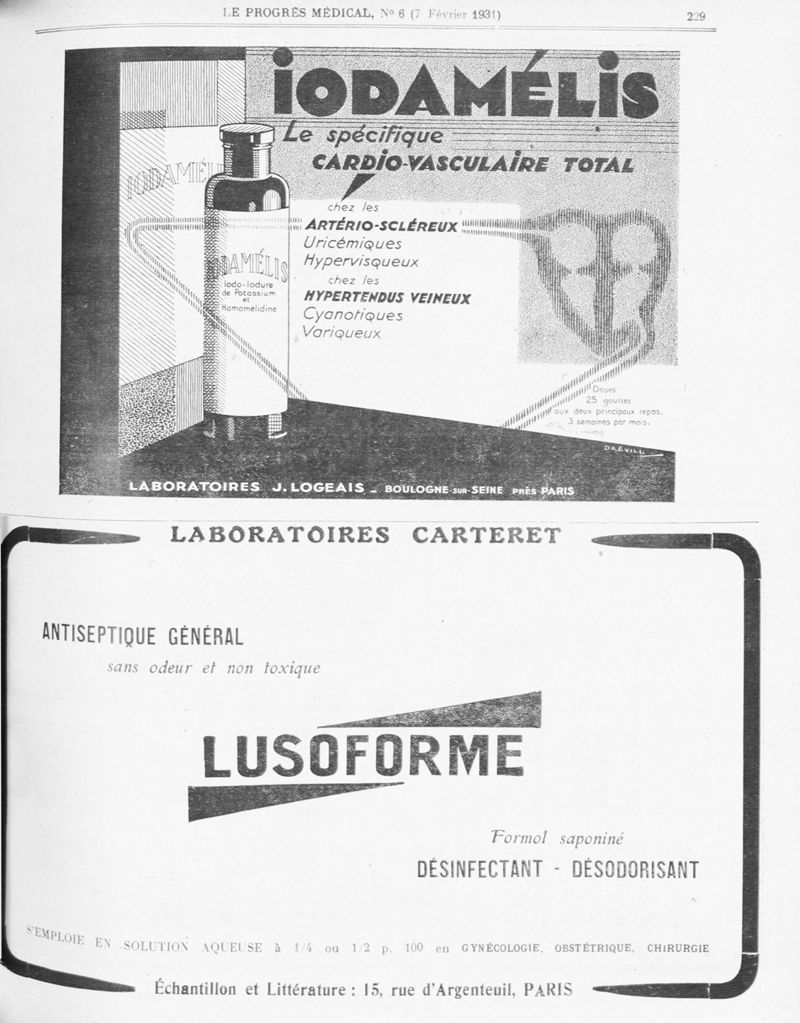 LE PROGRÈS MÉDICAL, N° 6 (7 Février 1931)
229
IODAMÉLIS
Le spécifique
CARDIO-VASCULAIRE TOTAL
IODAMÉLI
chez les
ARTÉRIO-SCLÉREUX
Uricémiques
Hypervisqueux
chez les
HYPERTENDUS VEINEUX
Cyanotiques
Variqueux
IODAMÉLIS
Iodo-Iodure
de Potassium
et
Hamamélidine
Doses
25 gouttes
aux deux principaux repas.
3 semaines par mois.
DRÉVILL
LABORATOIRES J. LOGEAIS - BOULOGNE-SUR-SEINE PRÈS PARIS
LABORATOIRES CARTERET
ANTISEPTIQUE GÉNÉRAL
sans odeur et non toxique
LUSOFORME
Formol saponiné
DÉSINFECTANT - DÉSODORISANT
S'EMPLOIE EN SOLUTION AQUEUSE à 1/4 ou 1/2 p. 100 en GYNÉCOLOGIE, OBSTÉTRIQUE, CHIRURGIE
Échantillon et Littérature : 15, rue d'Argenteuil, PARIS